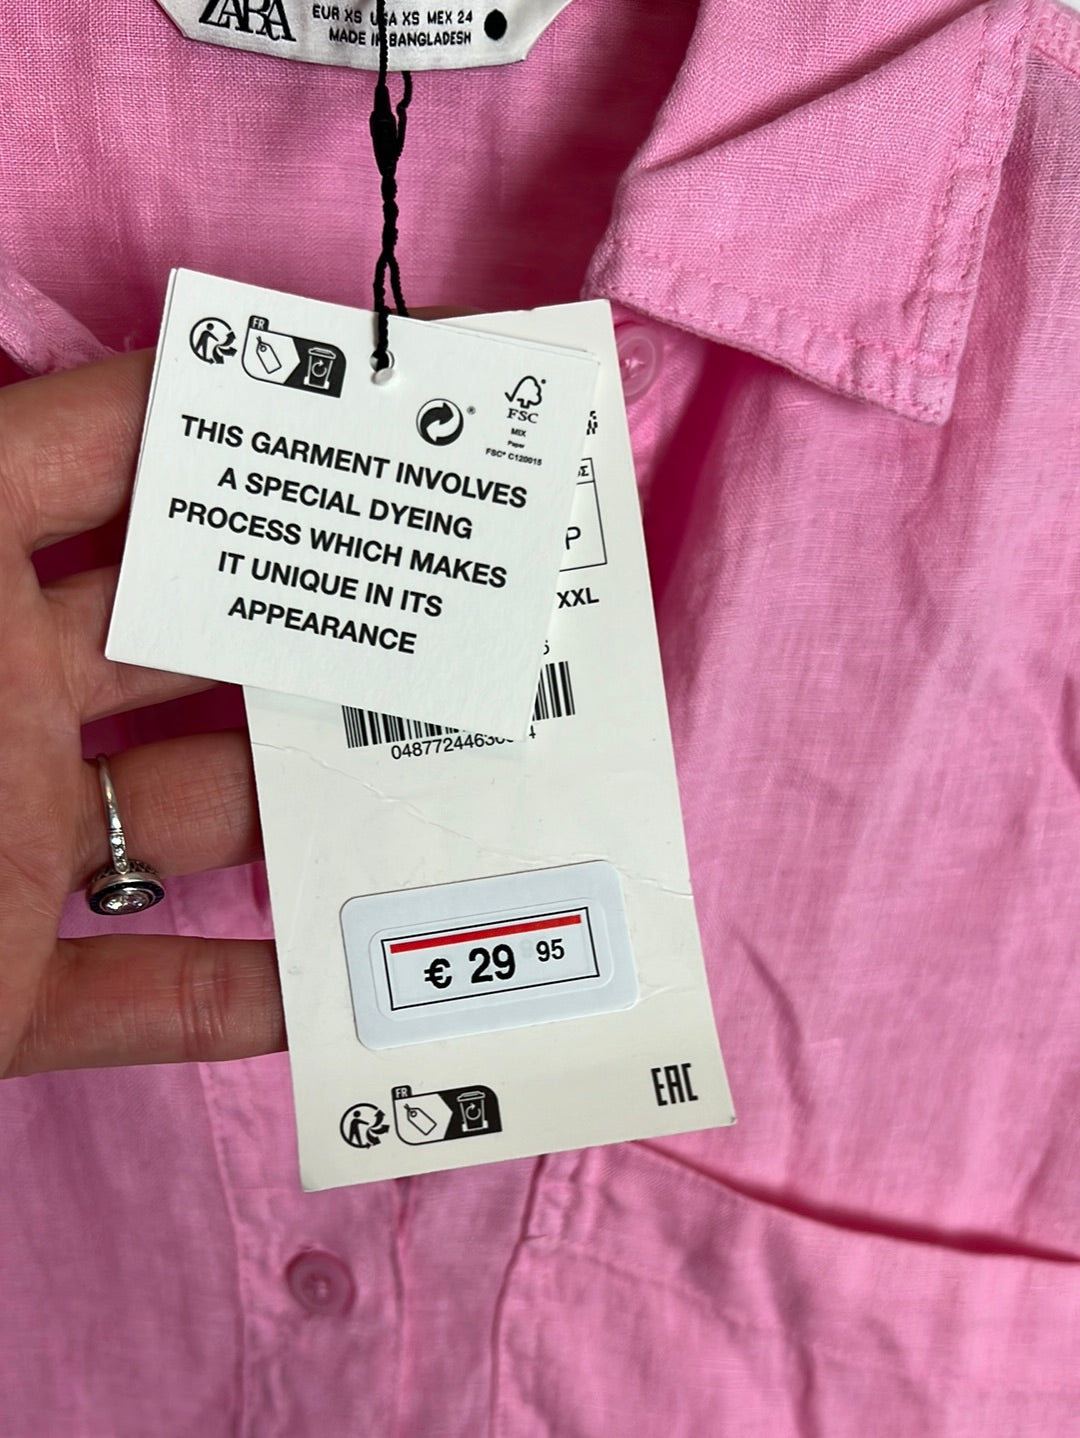 ZARA
EUR XS USA XS MEX 24
MADE IN BANGLADESH
FR
FSC
MIX
Paper
FSC® C120015
THIS GARMENT INVOLVES
A SPECIAL DYEING
PROCESS WHICH MAKES
IT UNIQUE IN ITS
APPEARANCE
P
XXL
€ 29 95
FR
EAC